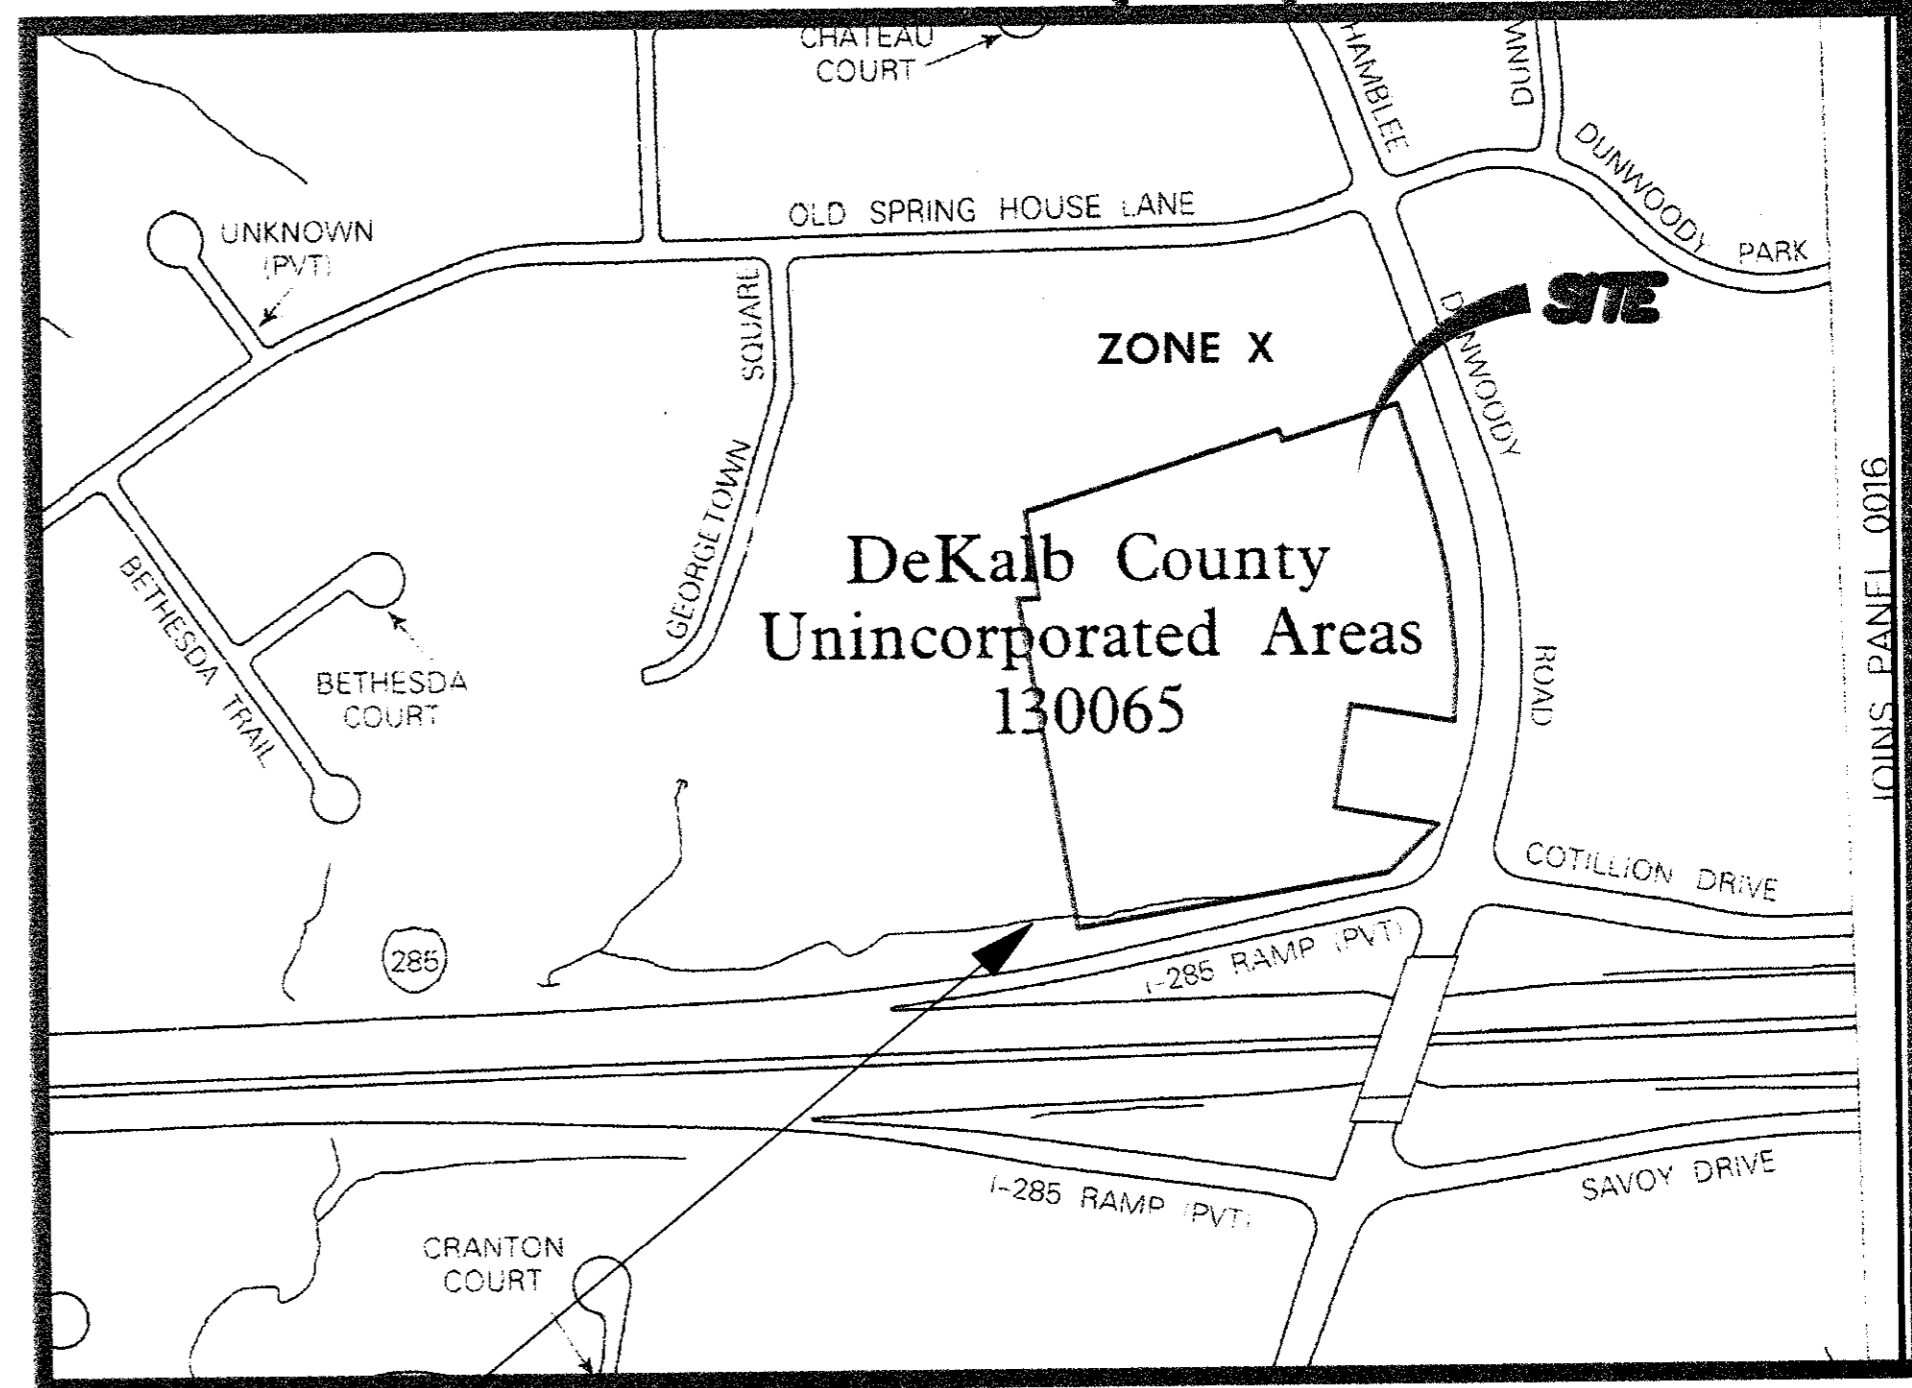 CHATEAU
COURT
HAMBLEE
DUNW
DUNWOODY PARK
OLD SPRING HOUSE LANE
UNKNOWN
(PVT)
SQUARE
GEORGETOWN
ZONE X
SITE
DUNWOODY
ROAD
DeKalb County
Unincorporated Areas
130065
BETHESDA TRAIL
BETHESDA
COURT
JOINS PANEL 0016
COTILLION DRIVE
285
I-285 RAMP (PVT)
I-285 RAMP (PVT)
SAVOY DRIVE
CRANTON
COURT